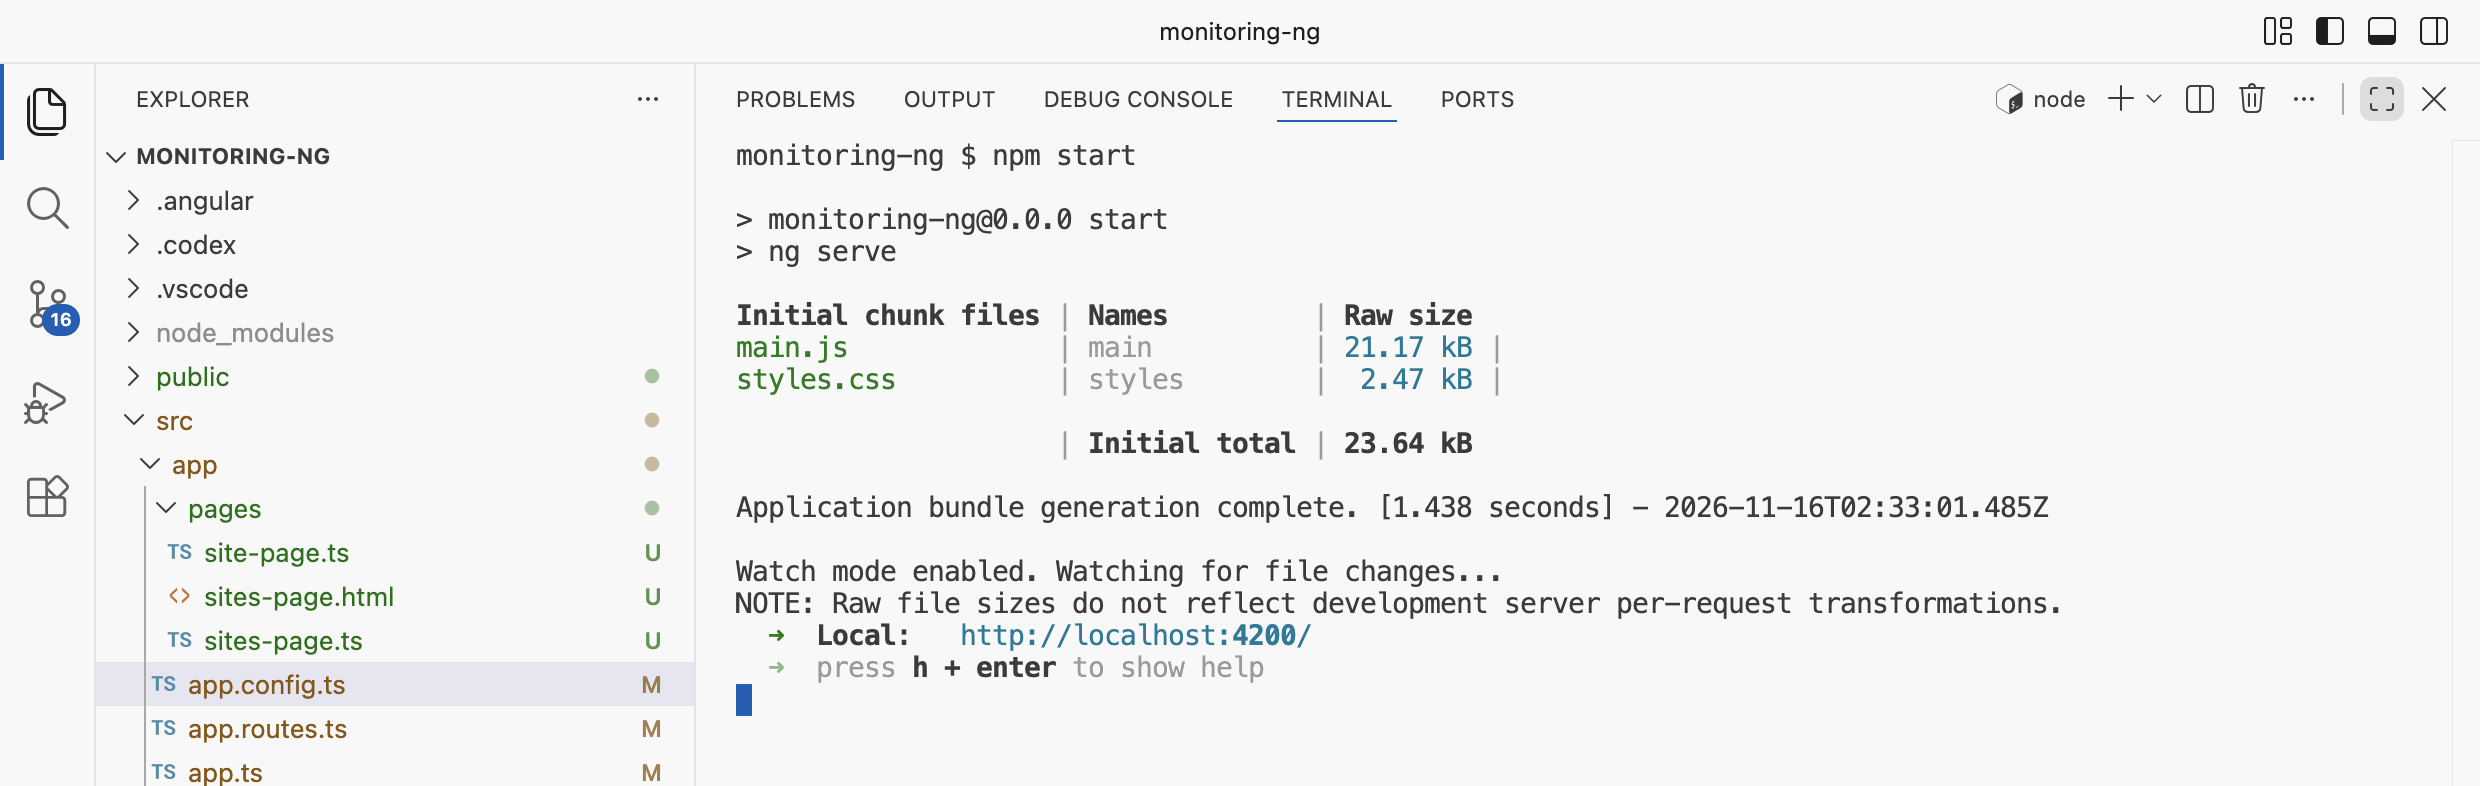 monitoring-ng
EXPLORER
MONITORING-NG
.angular
.codex
.vscode
node_modules
public
src
app
pages
TS site-page.ts U
<> sites-page.html U
TS sites-page.ts U
TS app.config.ts M
TS app.routes.ts M
TS app.ts M
16
PROBLEMS OUTPUT DEBUG CONSOLE TERMINAL PORTS
node
monitoring-ng $ npm start
> monitoring-ng@0.0.0 start
> ng serve
Initial chunk files | Names | Raw size
main.js | main | 21.17 kB |
styles.css | styles | 2.47 kB |
| Initial total | 23.64 kB
Application bundle generation complete. [1.438 seconds] - 2026-11-16T02:33:01.485Z
Watch mode enabled. Watching for file changes...
NOTE: Raw file sizes do not reflect development server per-request transformations.
➜ Local: http://localhost:4200/
➜ press h + enter to show help